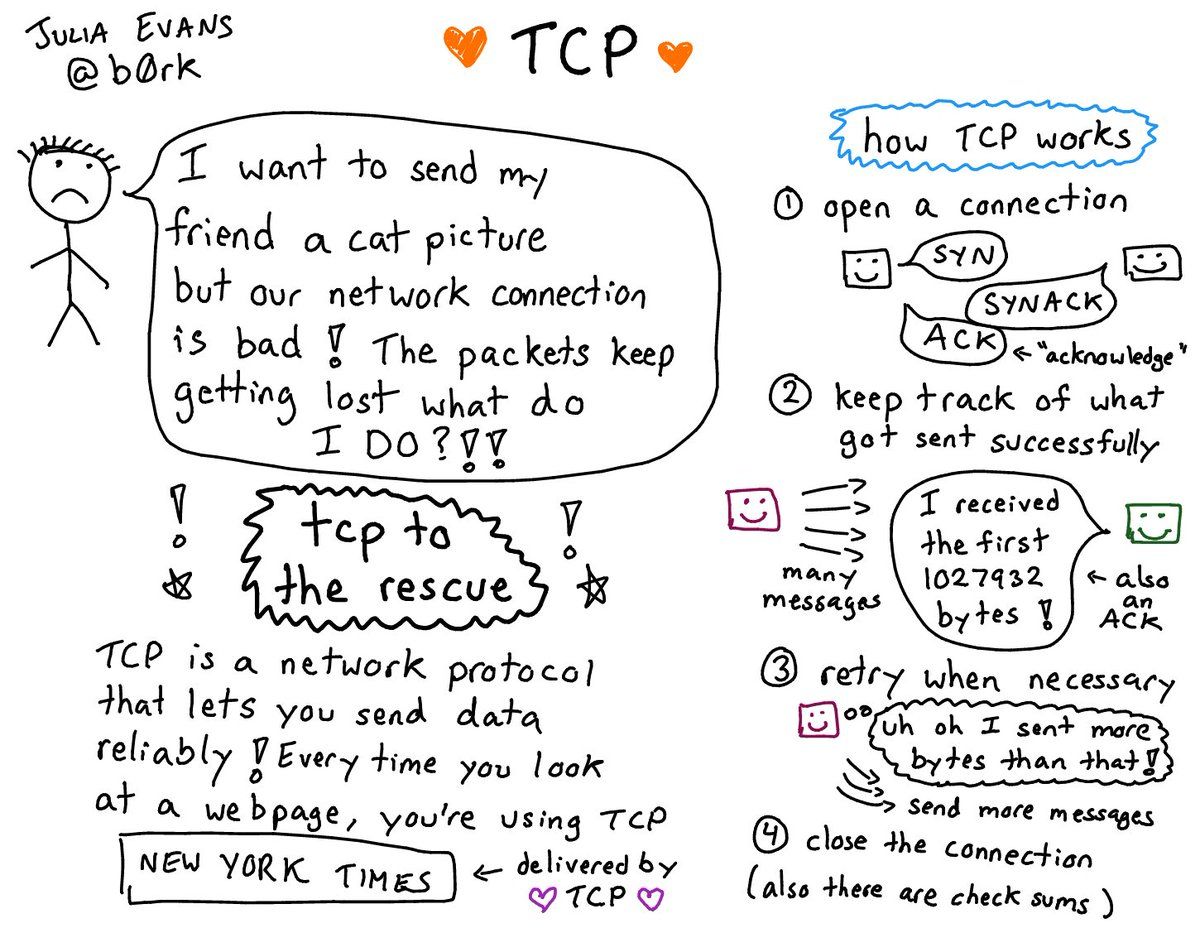 JULIA EVANS
@b0rk
TCP
I want to send my
friend a cat picture
but our network connection
is bad! The packets keep
getting lost what do
I DO?!!
!
!
tcp to
the rescue
TCP is a network protocol
that lets you send data
reliably! Every time you look
at a webpage, you're using TCP
NEW YORK TIMES
← delivered by
TCP
how TCP works
① open a connection
SYN
SYNACK
ACK
← "acknowledge"
② keep track of what
got sent successfully
many
messages
I received
the first
1027932
bytes!
← also
an
ACK
③ retry when necessary
uh oh I sent more
bytes than that!
send more messages
④ close the connection
(also there are check sums)